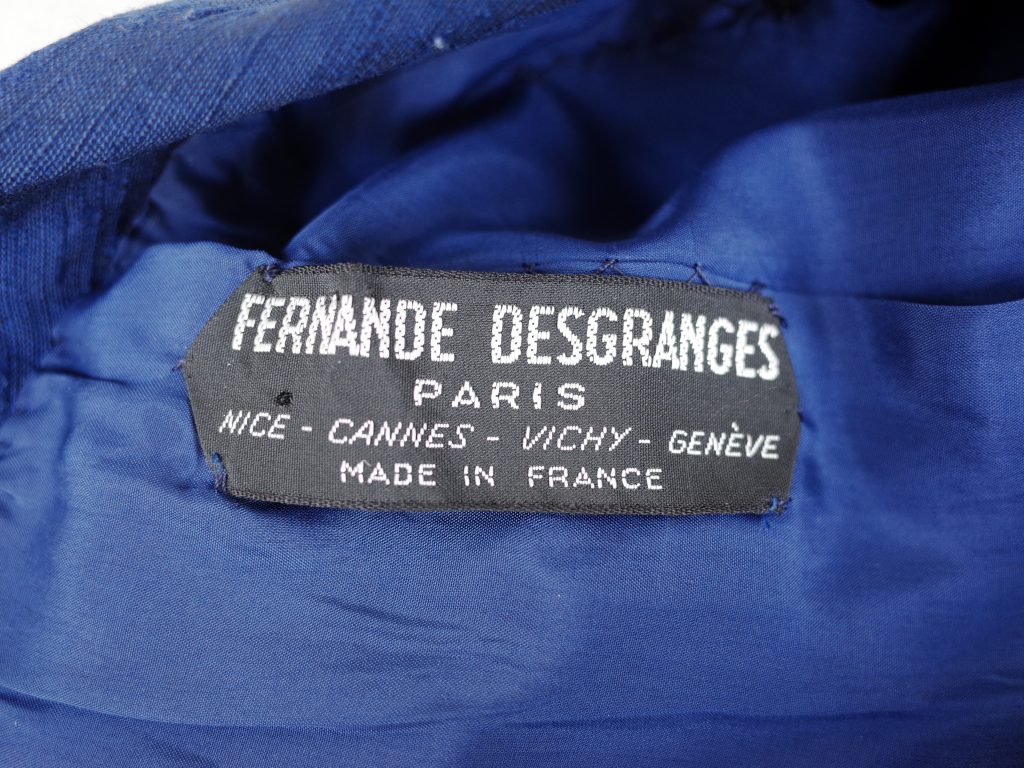 FERNANDE DESGRANGES
PARIS
NICE - CANNES - VICHY - GENÈVE
MADE IN FRANCE